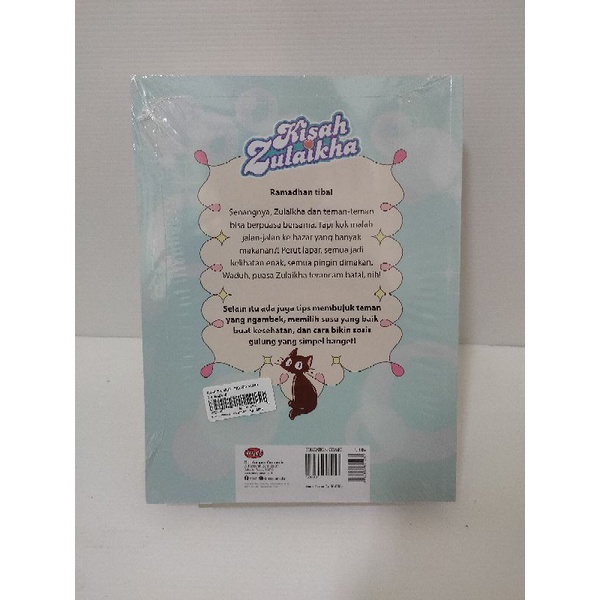 Kisah
Zulaikha
Ramadhan tiba!
Senangnya, Zulaikha dan teman-teman
bisa berpuasa bersama. Tapi kok malah
jalan-jalan ke bazar yang banyak
makanan?! Perut lapar, semua jadi
kelihatan enak, semua pingin dimakan.
Waduh, puasa Zulaikha terancam batal, nih!
Selain itu ada juga tips membujuk teman
yang ngambek, memilih susu yang baik
buat kesehatan, dan cara bikin sosis
gulung yang simpel banget!